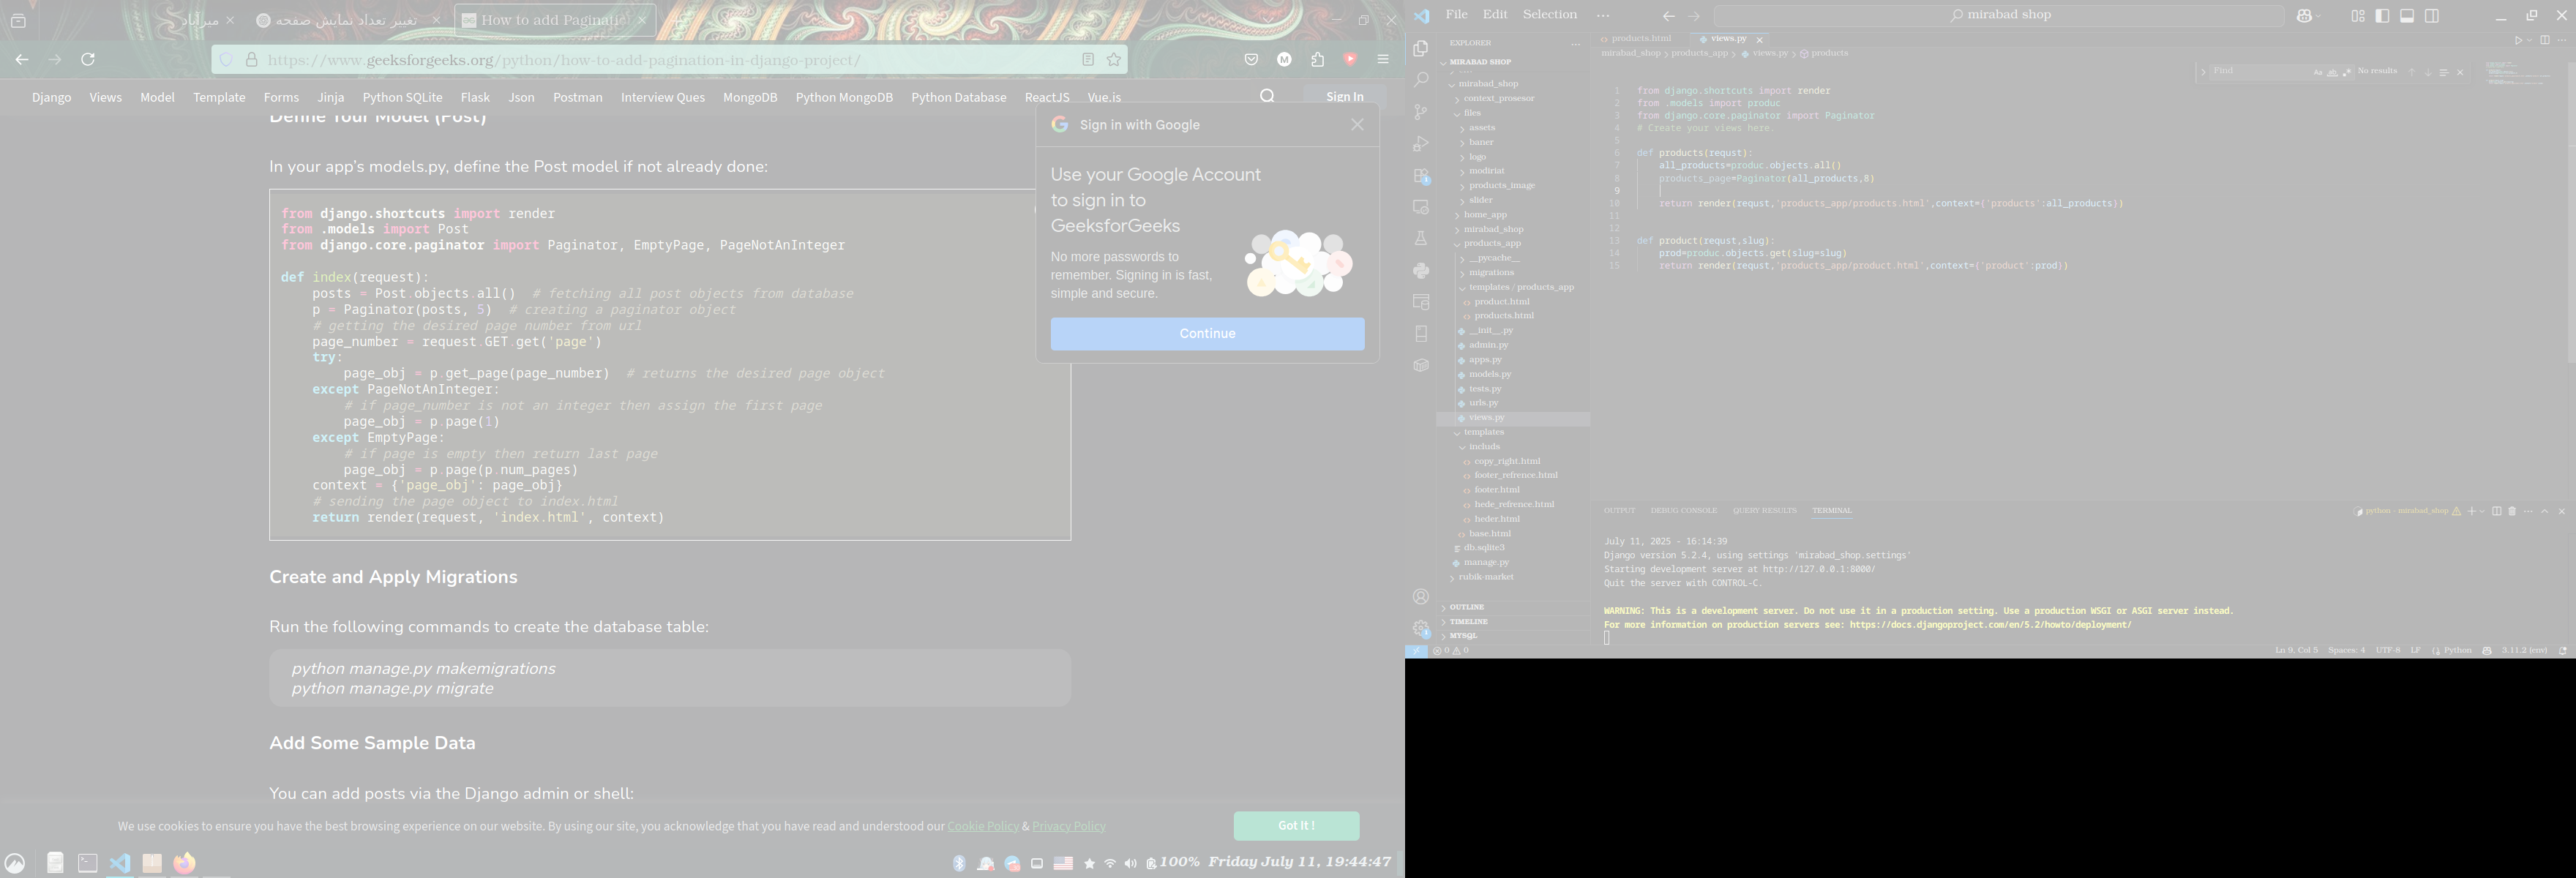 میرآباد
تغییر تعداد نمایش صفحه
How to add Paginati
https://www.geeksforgeeks.org/python/how-to-add-pagination-in-django-project/
Django Views Model Template Forms Jinja Python SQLite Flask Json Postman Interview Ques MongoDB Python MongoDB Python Database ReactJS Vue.js Sign In
Define Your Model (Post)
In your app's models.py, define the Post model if not already done:
from django.shortcuts import render
from .models import Post
from django.core.paginator import Paginator, EmptyPage, PageNotAnInteger
def index(request):
posts = Post.objects.all() # fetching all post objects from database
p = Paginator(posts, 5) # creating a paginator object
# getting the desired page number from url
page_number = request.GET.get('page')
try:
page_obj = p.get_page(page_number) # returns the desired page object
except PageNotAnInteger:
# if page_number is not an integer then assign the first page
page_obj = p.page(1)
except EmptyPage:
# if page is empty then return last page
page_obj = p.page(p.num_pages)
context = {'page_obj': page_obj}
# sending the page object to index.html
return render(request, 'index.html', context)
Create and Apply Migrations
Run the following commands to create the database table:
python manage.py makemigrations
python manage.py migrate
Add Some Sample Data
You can add posts via the Django admin or shell:
Sign in with Google
Use your Google Account
to sign in to
GeeksforGeeks
No more passwords to
remember. Signing in is fast,
simple and secure.
Continue
We use cookies to ensure you have the best browsing experience on our website. By using our site, you acknowledge that you have read and understood our Cookie Policy & Privacy Policy
Got It !
100% Friday July 11, 19:44:47
File Edit Selection ··· mirabad shop
EXPLORER
MIRABAD SHOP
mirabad_shop
context_prosesor
files
assets
baner
logo
modiriat
products_image
slider
home_app
mirabad_shop
products_app
__pycache__
migrations
templates / products_app
product.html
products.html
__init__.py
admin.py
apps.py
models.py
tests.py
urls.py
views.py
templates
includs
copy_right.html
footer_refrence.html
footer.html
hede_refrence.html
heder.html
base.html
db.sqlite3
manage.py
rubik-market
OUTLINE
TIMELINE
MYSQL
products.html views.py
mirabad_shop > products_app > views.py > products
Find Aa ab No results
1 from django.shortcuts import render
2 from .models import produc
3 from django.core.paginator import Paginator
4 # Create your views here.
5
6 def products(requst):
7 all_products=produc.objects.all()
8 products_page=Paginator(all_products,8)
9
10 return render(requst,'products_app/products.html',context={'products':all_products})
11
12
13 def product(requst,slug):
14 prod=produc.objects.get(slug=slug)
15 return render(requst,'products_app/product.html',context={'product':prod})
OUTPUT DEBUG CONSOLE QUERY RESULTS TERMINAL python - mirabad_shop
July 11, 2025 - 16:14:39
Django version 5.2.4, using settings 'mirabad_shop.settings'
Starting development server at http://127.0.0.1:8000/
Quit the server with CONTROL-C.
WARNING: This is a development server. Do not use it in a production setting. Use a production WSGI or ASGI server instead.
For more information on production servers see: https://docs.djangoproject.com/en/5.2/howto/deployment/
0 0 Ln 9, Col 5 Spaces: 4 UTF-8 LF Python 3.11.2 (env)